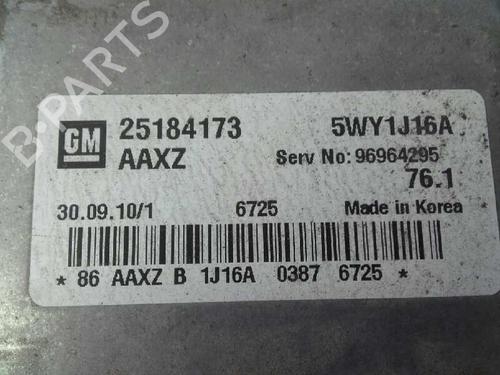 B-PARTS
GM 25184173 5WY1J16A
AAXZ Serv No: 96964295
76.1
30.09.10/1 6725 Made in Korea
* 86 AAXZ B 1J16A 0387 6725 *